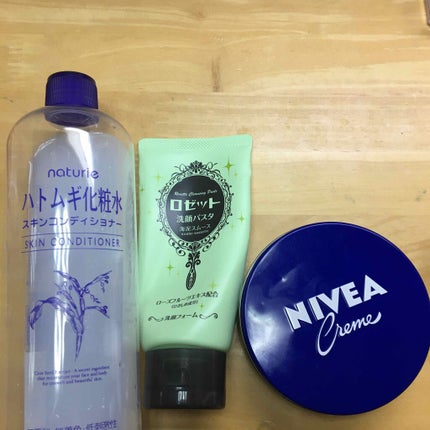 naturie
ハトムギ化粧水
スキンコンディショナー
SKIN CONDITIONER
Rosette Cleansing Paste
ロゼット
洗顔パスタ
海泥スムース
ローズフルーツエキス配合
洗顔フォーム
NIVEA
Creme